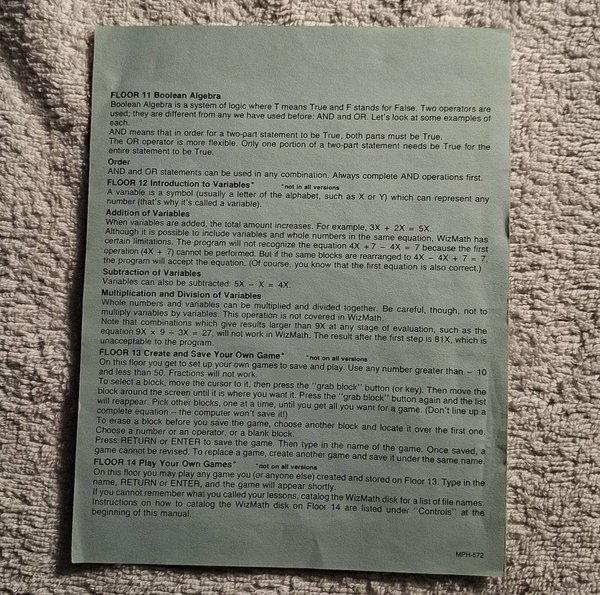 FLOOR 11 Boolean Algebra
Boolean Algebra is a system of logic where T means True and F stands for False. Two operators are
used; they are different from any we have used before: AND and OR. Let's look at some examples of
each.
AND means that in order for a two-part statement to be True, both parts must be True.
The OR operator is more flexible. Only one portion of a two-part statement needs be True for the
entire statement to be True.
Order
AND and OR statements can be used in any combination. Always complete AND operations first.
FLOOR 12 Introduction to Variables* *not in all versions
A variable is a symbol (usually a letter of the alphabet, such as X or Y) which can represent any
number (that's why it's called a variable).
Addition of Variables
When variables are added, the total amount increases. For example, 3X + 2X = 5X.
Although it is possible to include variables and whole numbers in the same equation, WizMath has
certain limitations. The program will not recognize the equation 4X + 7 - 4X = 7 because the first
operation (4X + 7) cannot be performed. But if the same blocks are rearranged to 4X - 4X + 7 = 7,
the program will accept the equation. (Of course, you know that the first equation is also correct.)
Subtraction of Variables
Variables can also be subtracted: 5X - X = 4X.
Multiplication and Division of Variables
Whole numbers and variables can be multiplied and divided together. Be careful, though, not to
multiply variables by variables. This operation is not covered in WizMath.
Note that combinations which give results larger than 9X at any stage of evaluation, such as the
equation 9X × 9 ÷ 3X = 27, will not work in WizMath. The result after the first step is 81X, which is
unacceptable to the program.
FLOOR 13 Create and Save Your Own Game* *not on all versions
On this floor you get to set up your own games to save and play. Use any number greater than - 10
and less than 50. Fractions will not work.
To select a block, move the cursor to it, then press the "grab block" button (or key). Then move the
block around the screen until it is where you want it. Press the "grab block" button again and the list
will reappear. Pick other blocks, one at a time, until you get all you want for a game. (Don't line up a
complete equation -- the computer won't save it!)
To erase a block before you save the game, choose another block and locate it over the first one.
Choose a number or an operator, or a blank block.
Press RETURN or ENTER to save the game. Then type in the name of the game. Once saved, a
game cannot be revised. To replace a game, create another game and save it under the same name.
FLOOR 14 Play Your Own Games* *not on all versions
On this floor you may play any game you (or anyone else) created and stored on Floor 13. Type in the
name, RETURN or ENTER, and the game will appear shortly.
If you cannot remember what you called your lessons, catalog the WizMath disk for a list of file names.
Instructions on how to catalog the WizMath disk on Floor 14 are listed under "Controls" at the
beginning of this manual.
MPH-572